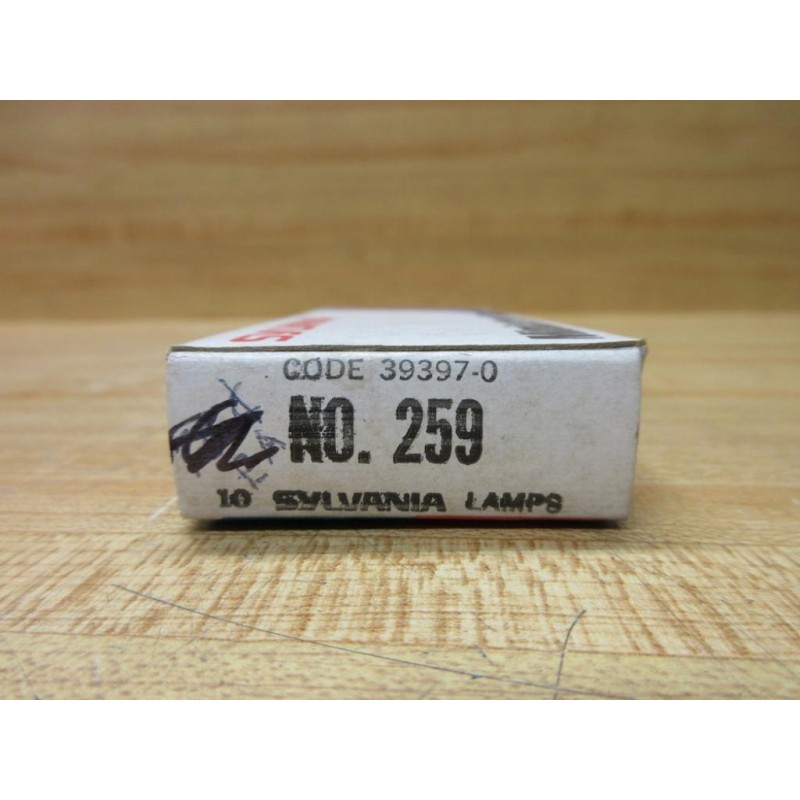 CODE 39397-0
NO. 259
10 SYLVANIA LAMPS